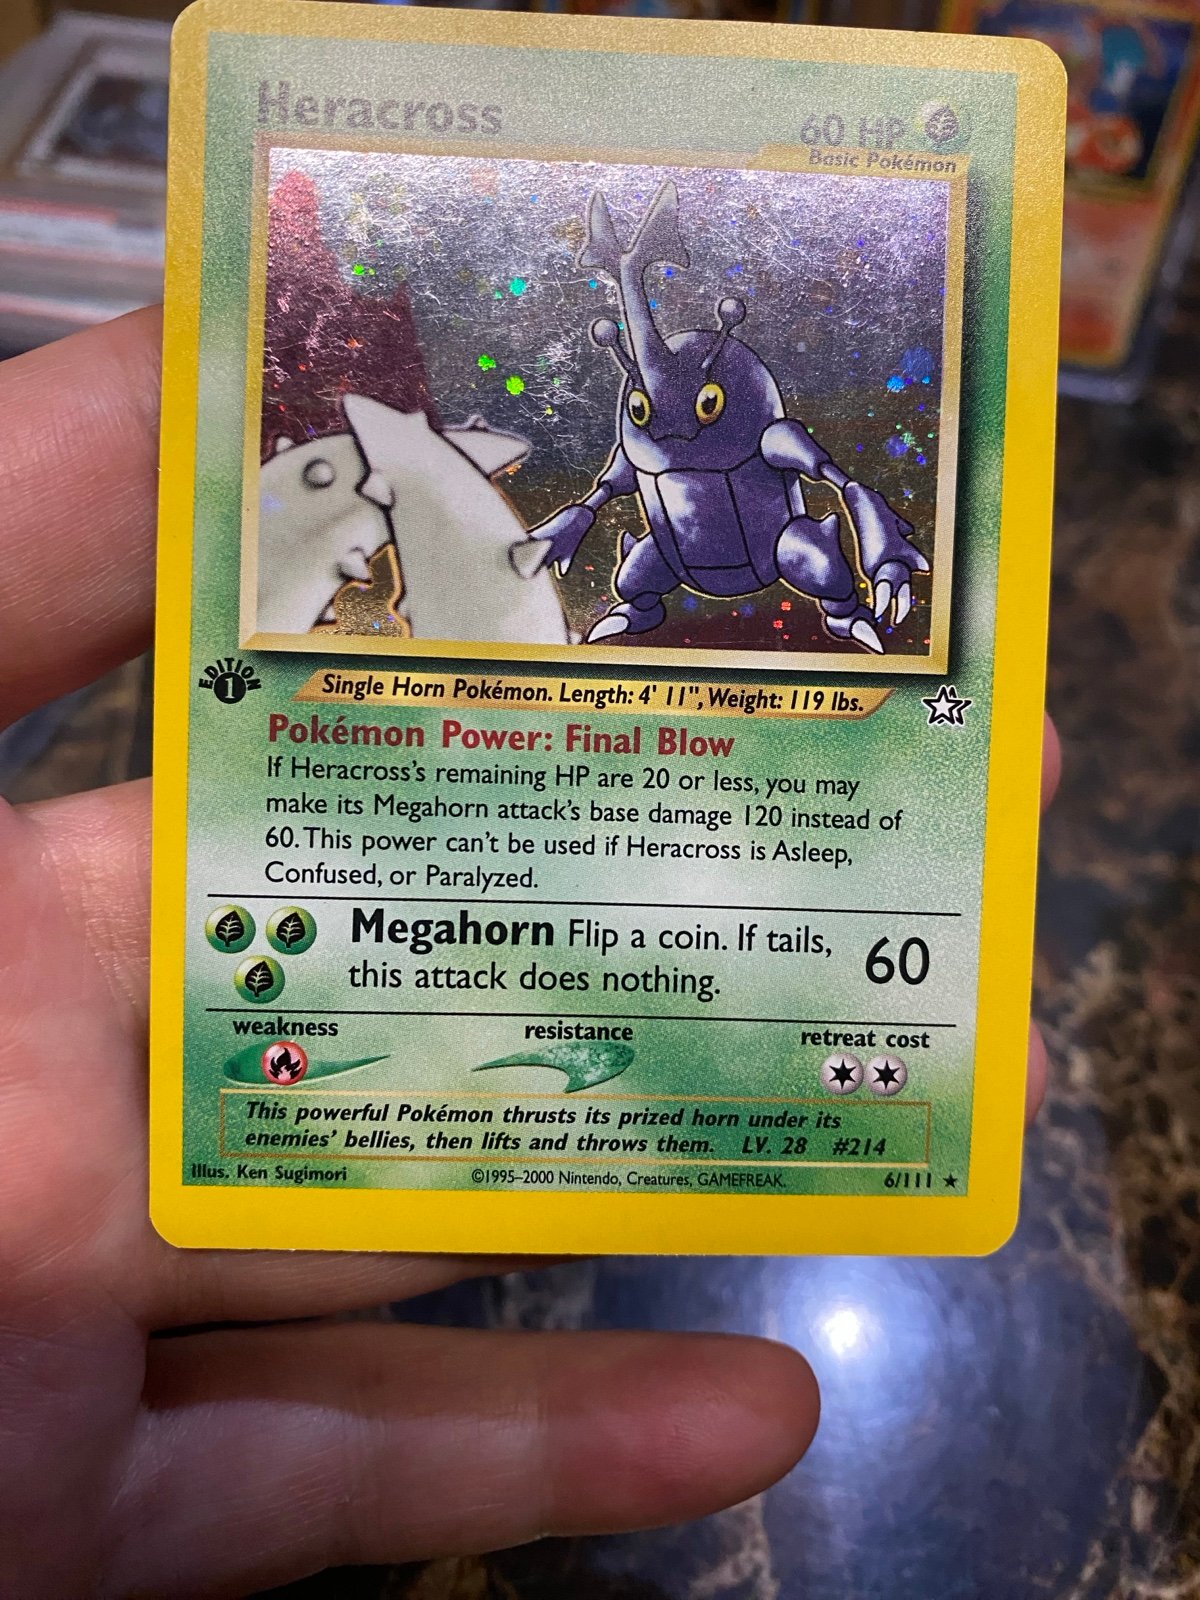 Heracross
60 HP
Basic Pokémon
EDITION
1
Single Horn Pokémon. Length: 4' 11", Weight: 119 lbs.
Pokémon Power: Final Blow
If Heracross's remaining HP are 20 or less, you may
make its Megahorn attack's base damage 120 instead of
60. This power can't be used if Heracross is Asleep,
Confused, or Paralyzed.
Megahorn Flip a coin. If tails, 60
this attack does nothing.
weakness resistance retreat cost
This powerful Pokémon thrusts its prized horn under its
enemies' bellies, then lifts and throws them. LV. 28 #214
Illus. Ken Sugimori ©1995–2000 Nintendo, Creatures, GAMEFREAK. 6/111 ★